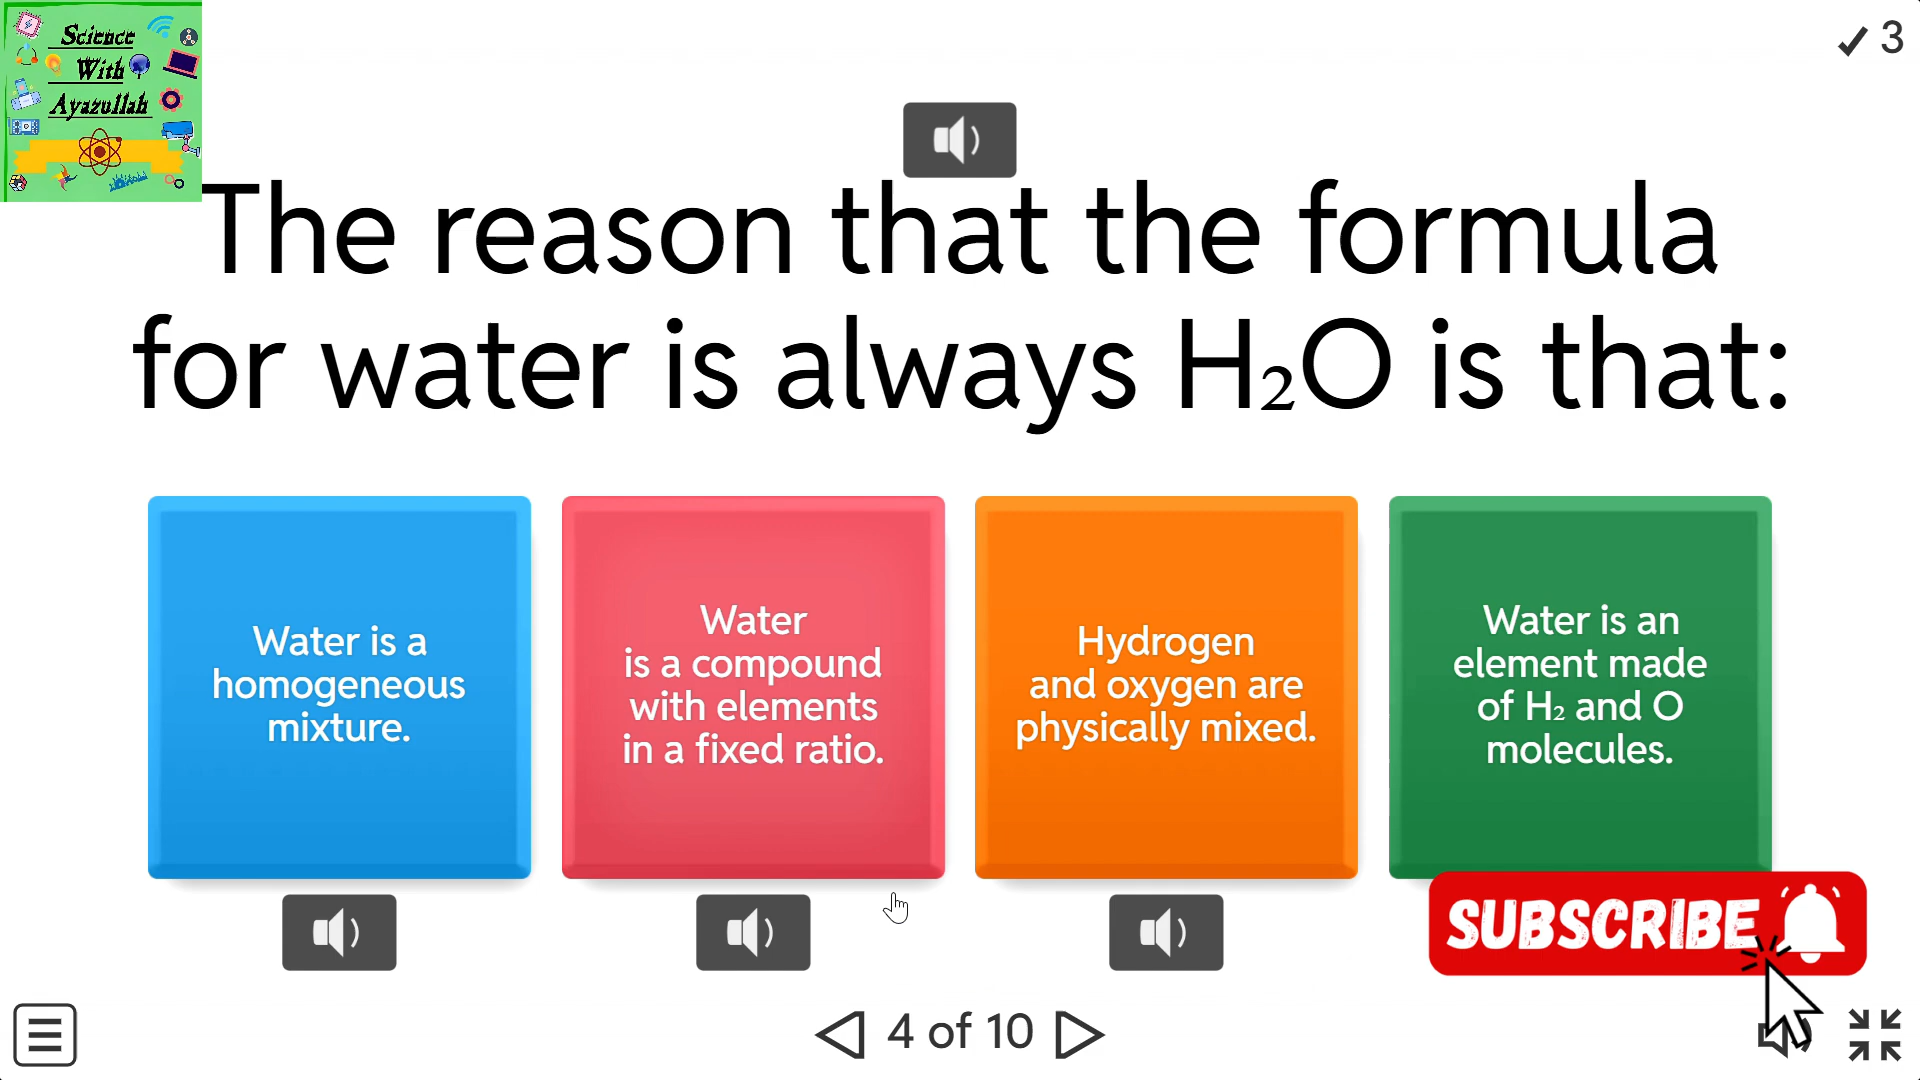 Science
With
Ayazullah
3
The reason that the formula
for water is always H₂O is that:
Water is a
homogeneous
mixture.
Water
is a compound
with elements
in a fixed ratio.
Hydrogen
and oxygen are
physically mixed.
Water is an
element made
of H₂ and O
molecules.
SUBSCRIBE
4 of 10